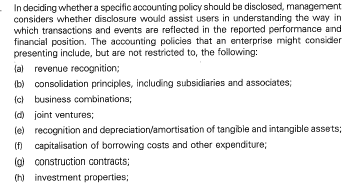 In deciding whether a specific accounting policy should be disclosed, management
considers whether disclosure would assist users in understanding the way in
which transactions and events are reflected in the reported performance and
financial position. The accounting policies that an enterprise might consider
presenting include, but are not restricted to, the following:
(a) revenue recognition;
(b) consolidation principles, including subsidiaries and associates;
(c) business combinations;
(d) joint ventures;
(e) recognition and depreciation/amortisation of tangible and intangible assets;
(f) capitalisation of borrowing costs and other expenditure;
(g) construction contracts;
(h) investment properties;